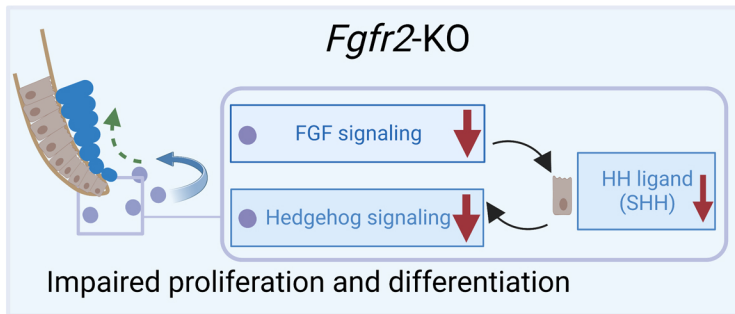 Fgfr2-KO
FGF signaling
Hedgehog signaling
HH ligand
(SHH)
Impaired proliferation and differentiation